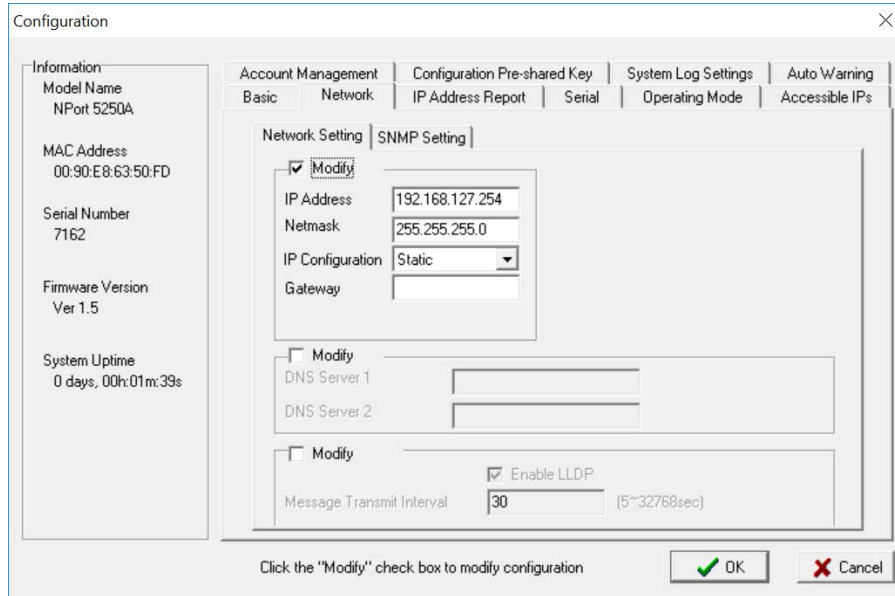 Configuration
Information
Model Name
NPort 5250A
MAC Address
00:90:E8:63:50:FD
Serial Number
7162
Firmware Version
Ver 1.5
System Uptime
0 days, 00h:01m:39s
Account Management Configuration Pre-shared Key System Log Settings Auto Warning
Basic Network IP Address Report Serial Operating Mode Accessible IPs
Network Setting SNMP Setting
Modify
IP Address 192.168.127.254
Netmask 255.255.255.0
IP Configuration Static
Gateway
Modify
DNS Server 1
DNS Server 2
Modify
Enable LLDP
Message Transmit Interval 30 (5~32768sec)
Click the "Modify" check box to modify configuration OK Cancel